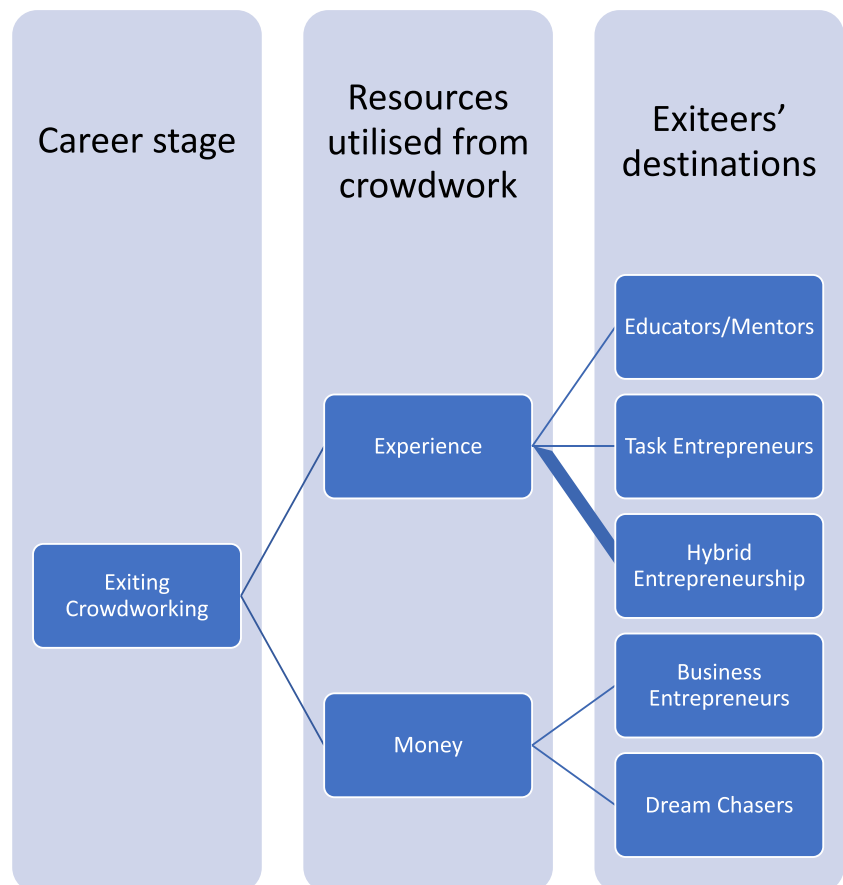 Career stage
Resources
utilised from
crowdwork
Exiteers’
destinations
Exiting
Crowdworking
Experience
Money
Educators/Mentors
Task Entrepreneurs
Hybrid
Entrepreneurship
Business
Entrepreneurs
Dream Chasers